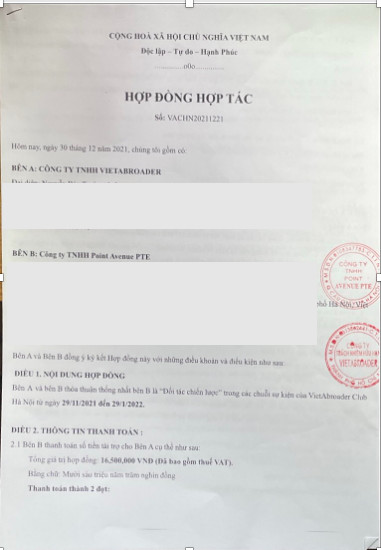 CỘNG HOÀ XÃ HỘI CHỦ NGHĨA VIỆT NAM
Độc lập – Tự do – Hạnh Phúc
............o0o............
HỢP ĐỒNG HỢP TÁC
Số: VACHN20211221
Hôm nay, ngày 30 tháng 12 năm 2021, chúng tôi gồm có:
BÊN A: CÔNG TY TNHH VIETABROADER
BÊN B: Công ty TNHH Point Avenue PTE
CÔNG TY
TNHH
POINT
AVENUE PTE
phố Hà Nội, Việt
CÔNG TY
TRÁCH NHIỆM HỮU HẠN
VIETABROADER
Bên A và Bên B đồng ý ký kết Hợp đồng này với những điều khoản và điều kiện như sau
ĐIỀU 1. NỘI DUNG HỢP ĐỒNG
Bên A và bên B thỏa thuận thống nhất bên B là “Đối tác chiến lược” trong các chuỗi sự kiện của VietAbroader Club
Hà Nội từ ngày 29/11/2021 đến 29/1/2022.
ĐIỀU 2. THÔNG TIN THANH TOÁN :
2.1 Bên B thanh toán số tiền tài trợ cho Bên A cụ thể như sau:
Tổng giá trị hợp đồng: 16,500,000 VND (Đã bao gồm thuế VAT).
Bằng chữ: Mười sáu triệu năm trăm nghìn đồng
Thanh toán thành 2 đợt: